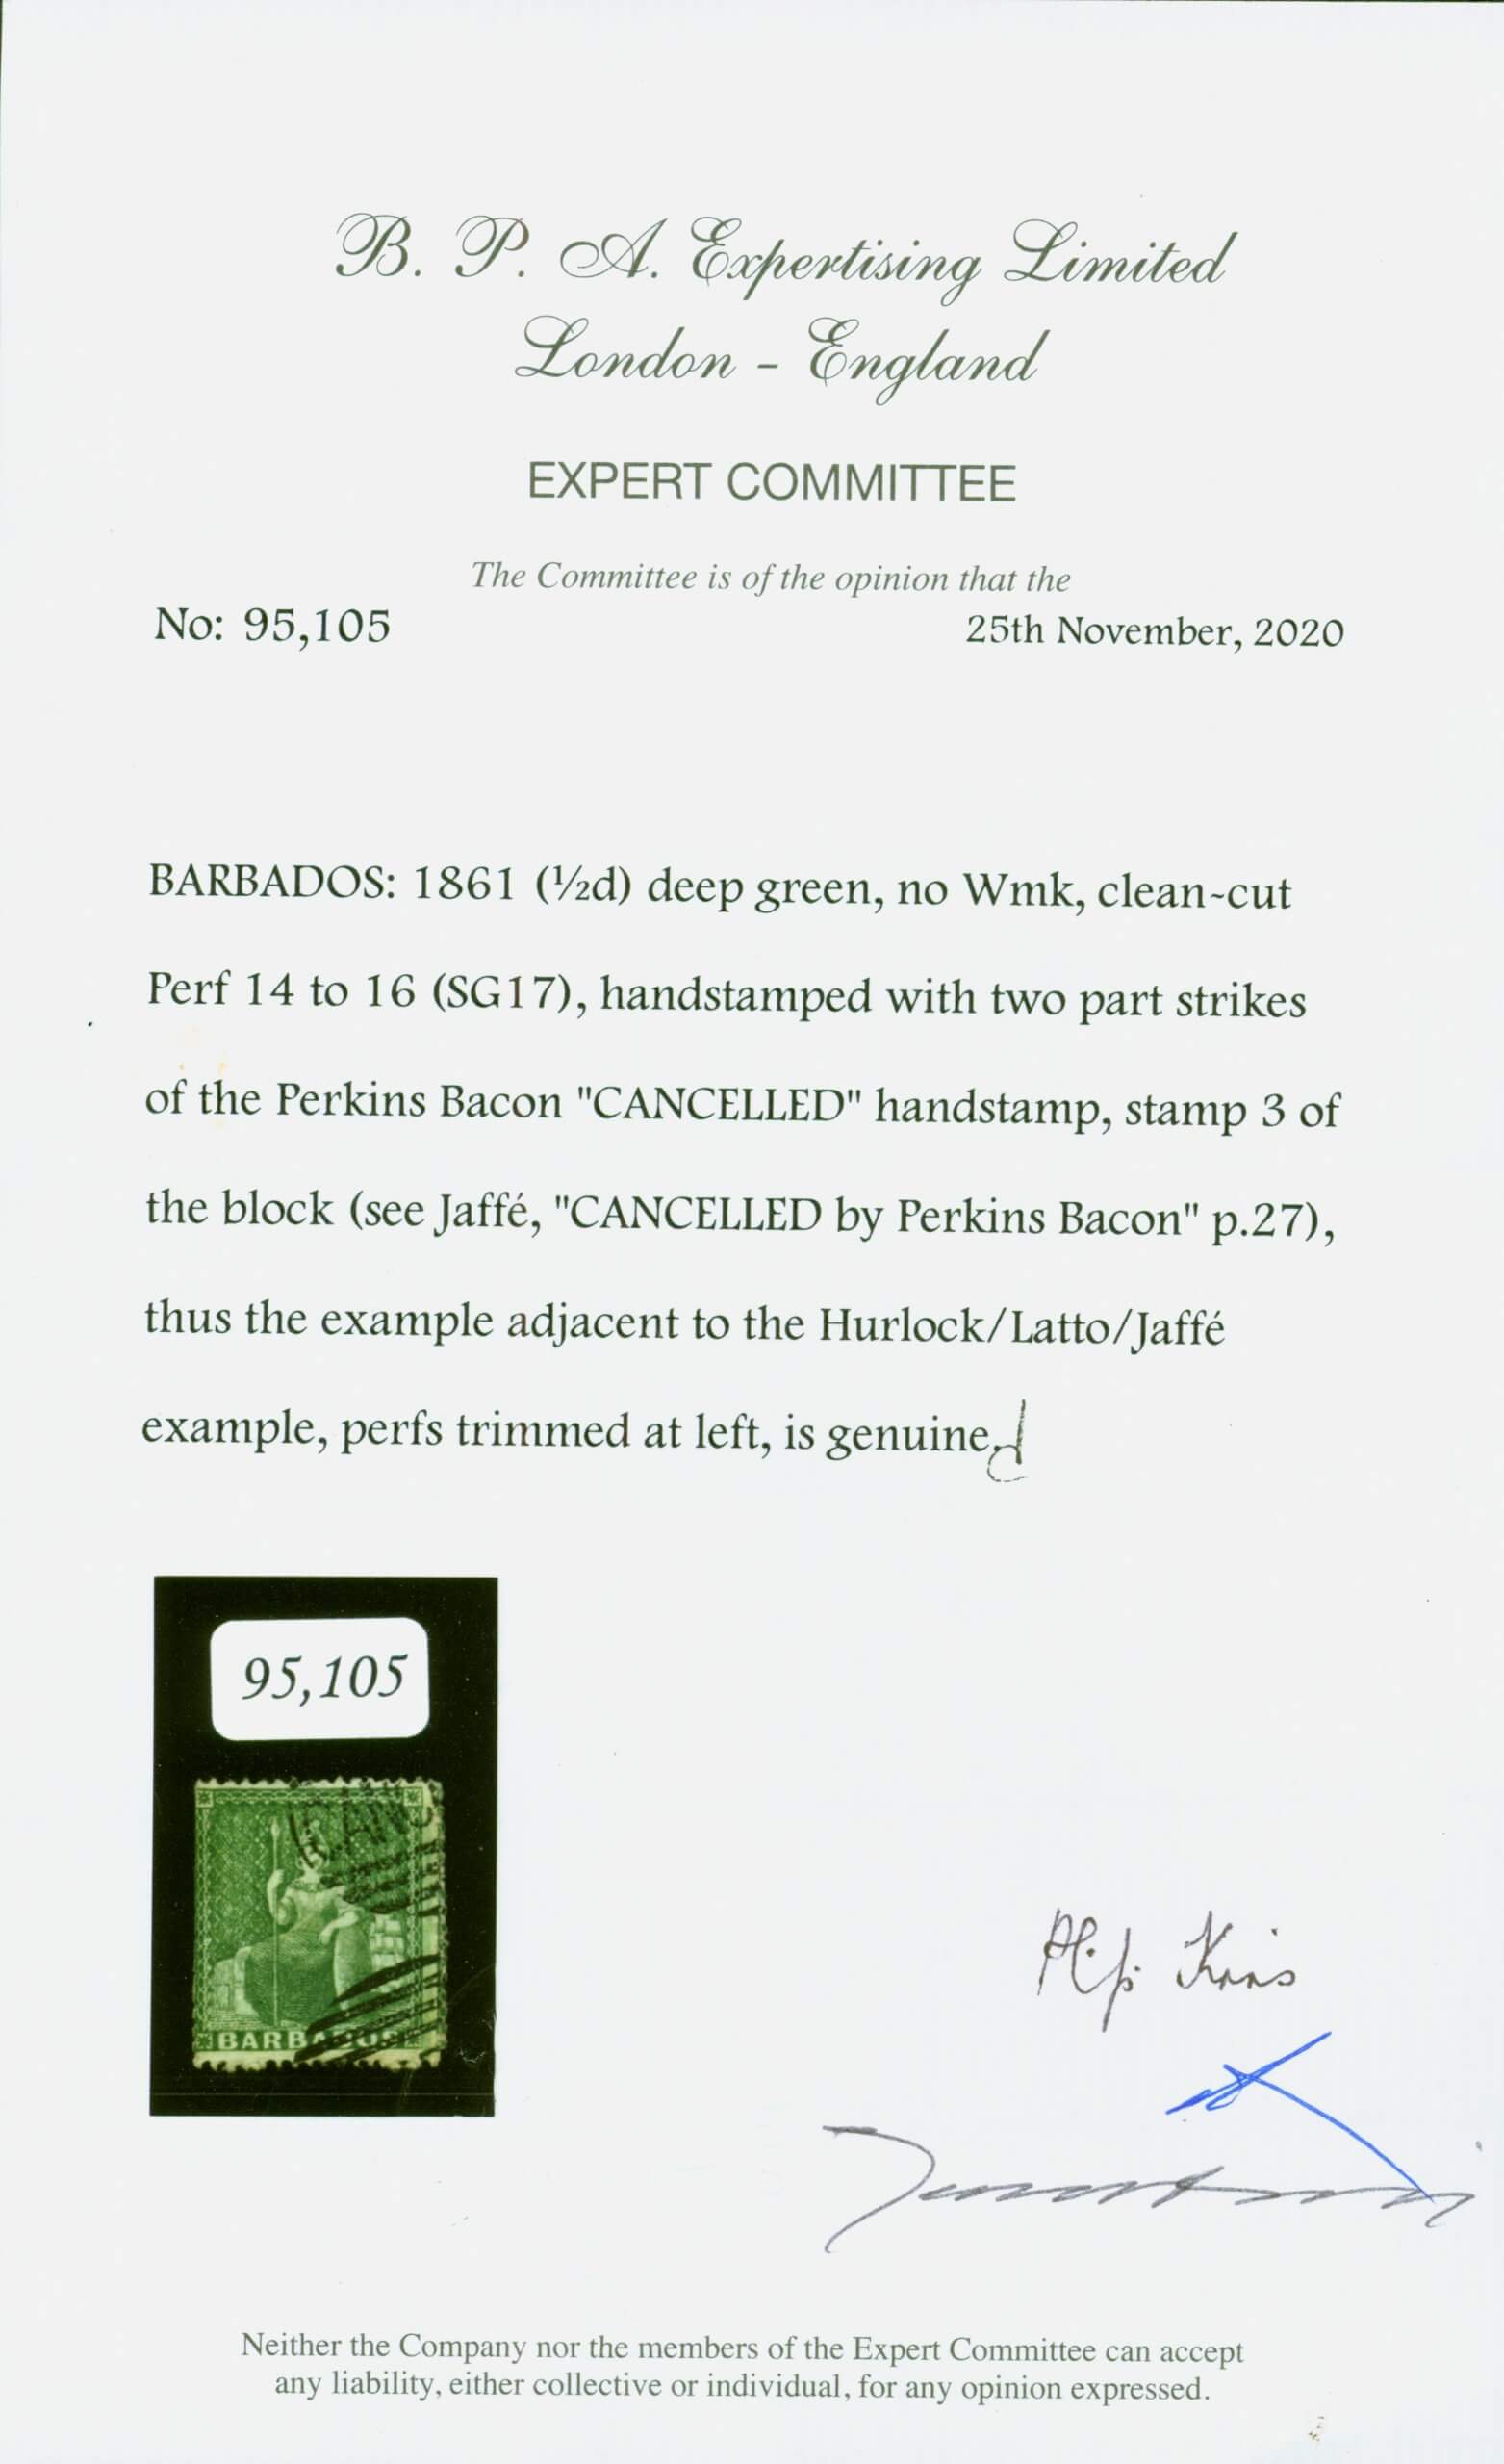 B. P. A. Expertising Limited
London - England
EXPERT COMMITTEE
The Committee is of the opinion that the
No: 95,105
25th November, 2020
BARBADOS: 1861 (½d) deep green, no Wmk, clean-cut
Perf 14 to 16 (SG17), handstamped with two part strikes
of the Perkins Bacon "CANCELLED" handstamp, stamp 3 of
the block (see Jaffé, "CANCELLED by Perkins Bacon" p.27),
thus the example adjacent to the Hurlock/Latto/Jaffé
example, perfs trimmed at left, is genuine.
95,105
CANC
BARBADOS
Neither the Company nor the members of the Expert Committee can accept
any liability, either collective or individual, for any opinion expressed.